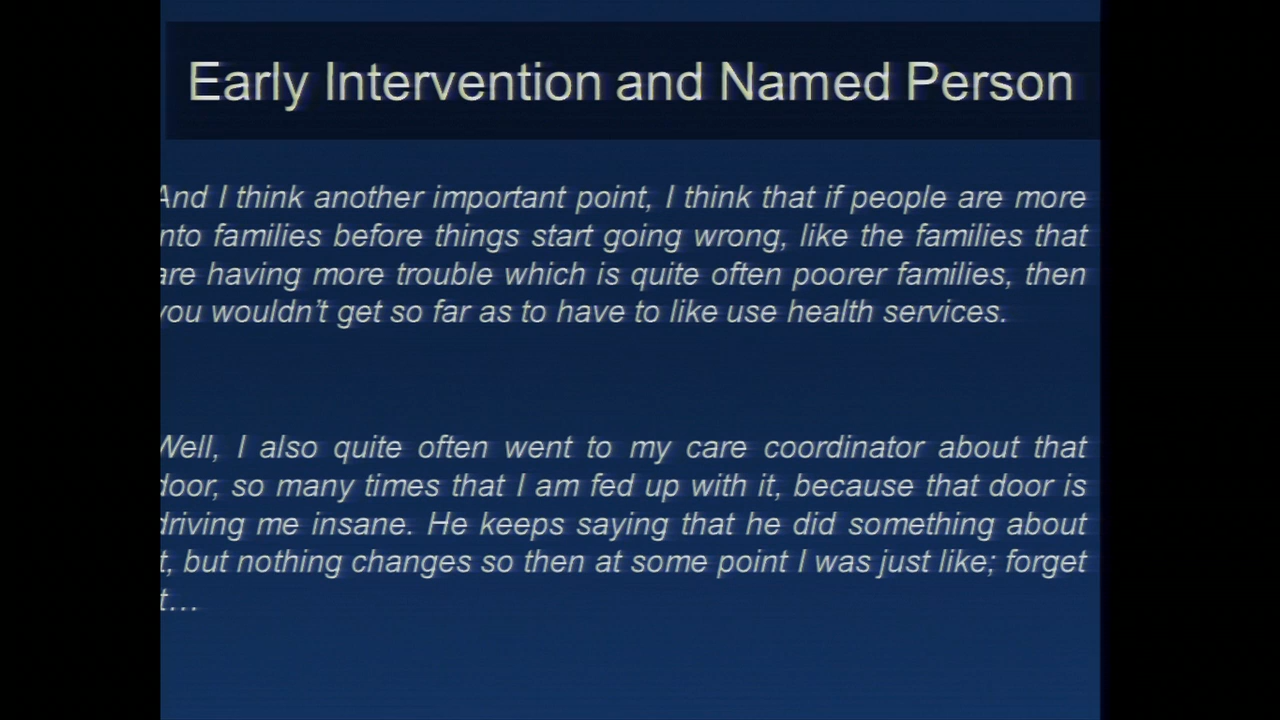 Early Intervention and Named Person
And I think another important point, I think that if people are more
nto families before things start going wrong, like the families that
are having more trouble which is quite often poorer families, then
you wouldn't get so far as to have to like use health services.
Well, I also quite often went to my care coordinator about that
door, so many times that I am fed up with it, because that door is
driving me insane. He keeps saying that he did something about
t, but nothing changes so then at some point I was just like; forget
t…